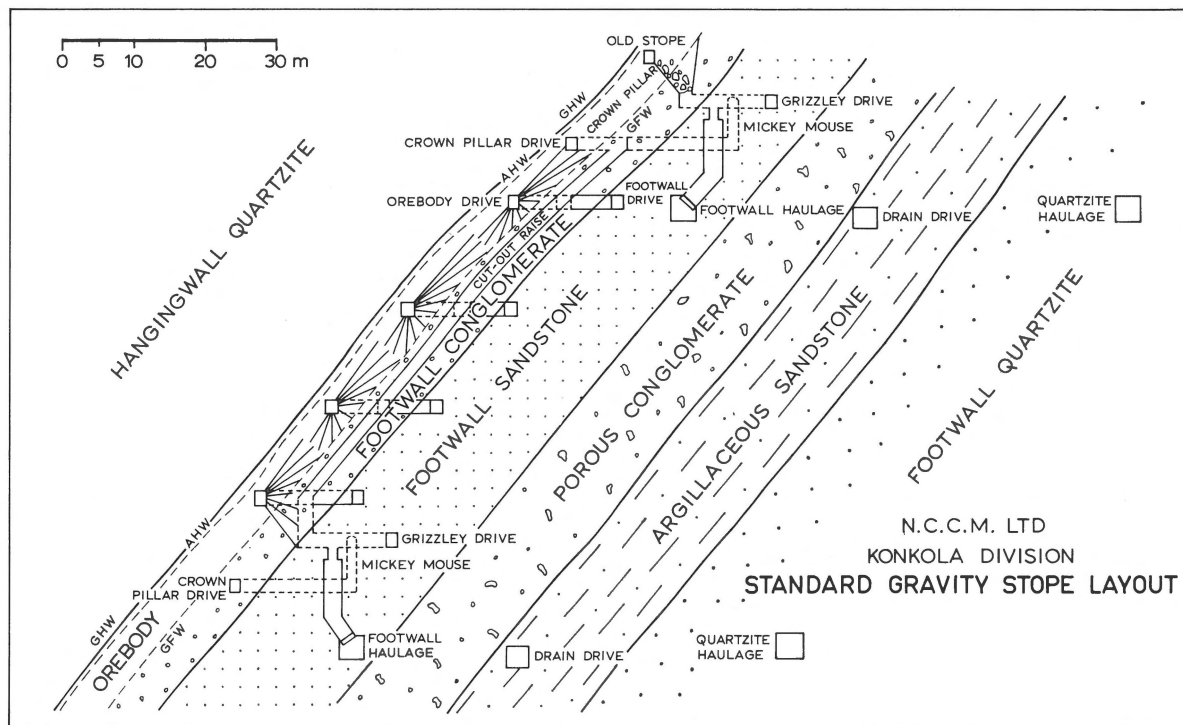 OLD STOPE
0 5 10 20 30 m
GHW
CROWN PILLAR
GFW
GRIZZLEY DRIVE
MICKEY MOUSE
CROWN PILLAR DRIVE
AHW
OREBODY DRIVE
FOOTWALL
DRIVE
FOOTWALL HAULAGE
DRAIN DRIVE
QUARTZITE
HAULAGE
HANGINGWALL QUARTZITE
CUT-OUT RAISE
FOOTWALL CONGLOMERATE
FOOTWALL SANDSTONE
POROUS CONGLOMERATE
ARGILLACEOUS SANDSTONE
FOOTWALL QUARTZITE
AHW
GRIZZLEY DRIVE
MICKEY MOUSE
CROWN
PILLAR DRIVE
GHW
OREBODY
GFW
FOOTWALL
HAULAGE
DRAIN DRIVE
QUARTZITE
HAULAGE
N.C.C.M. LTD
KONKOLA DIVISION
STANDARD GRAVITY STOPE LAYOUT